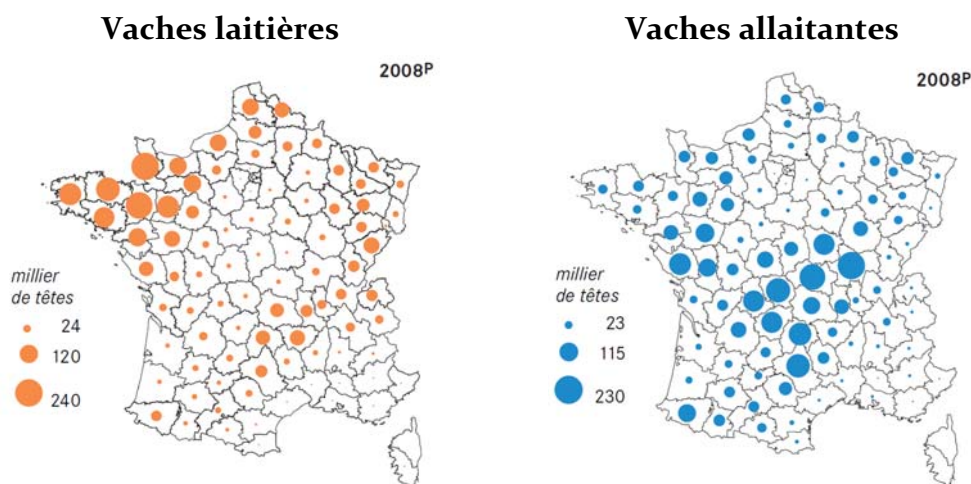 Vaches laitières
2008P
millier
de têtes
24
120
240
Vaches allaitantes
2008P
millier
de têtes
23
115
230